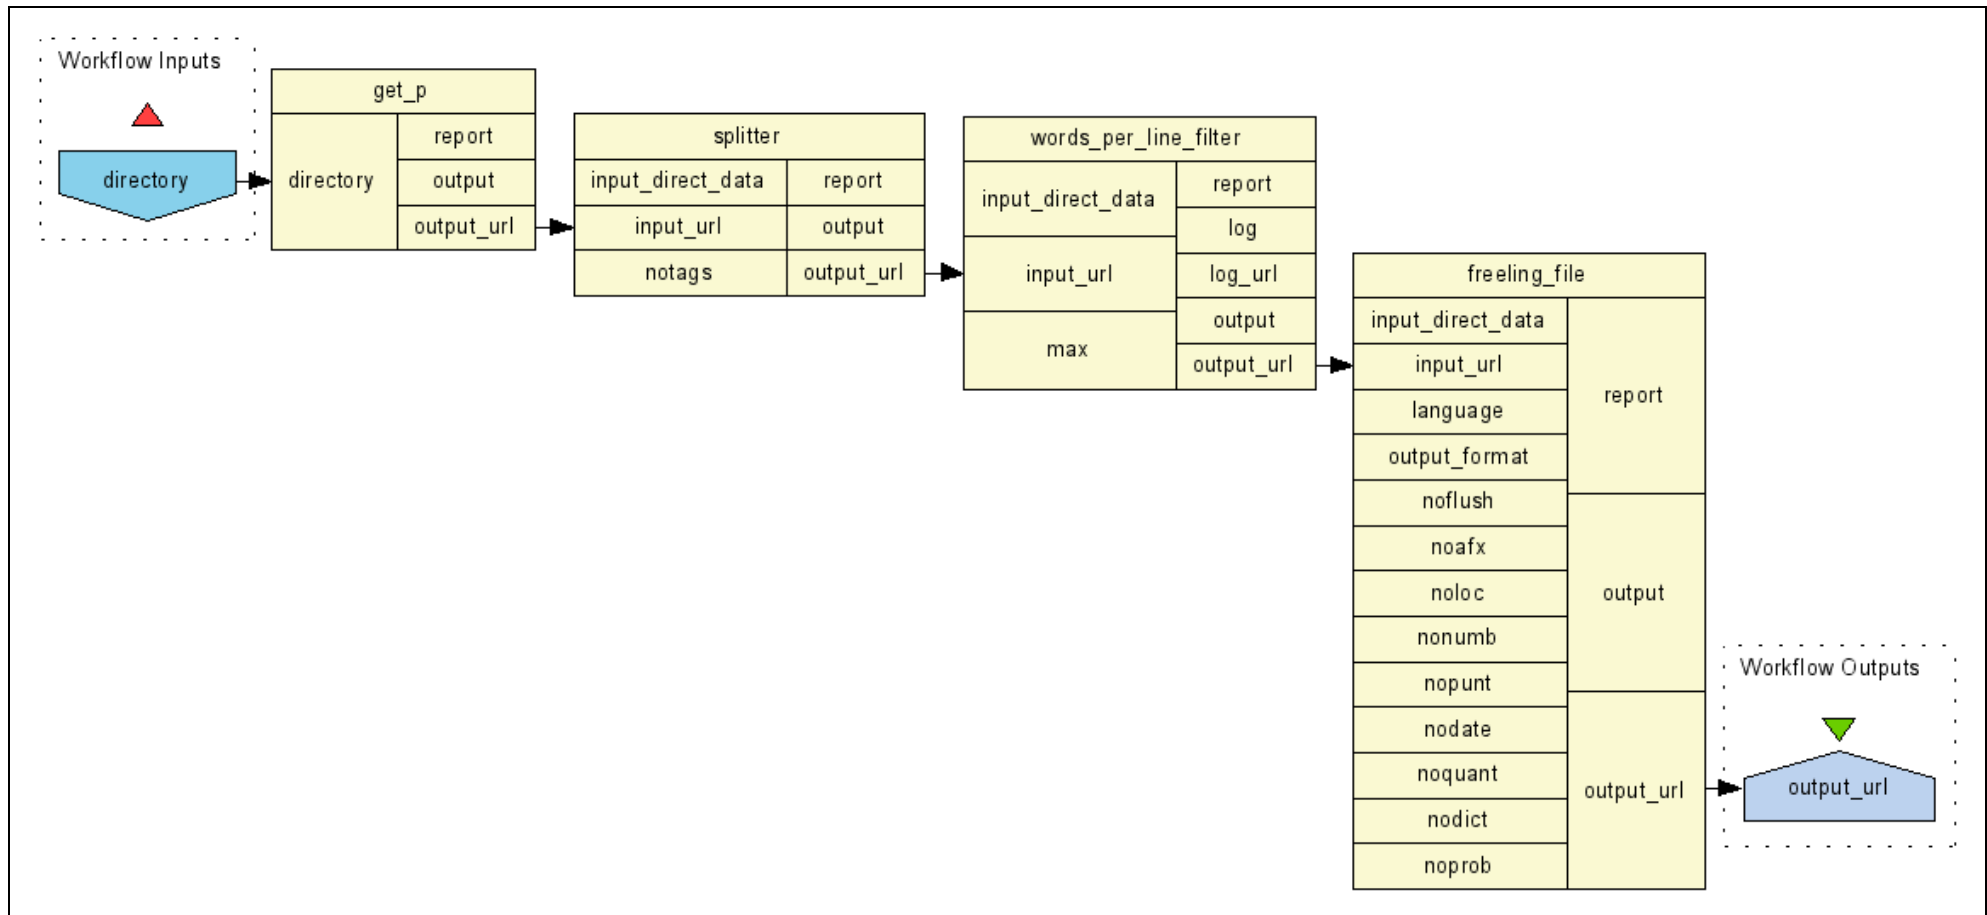 Workflow Inputs
directory
get_p
directory
report
output
output_url
splitter
input_direct_data
report
input_url
output
notags
output_url
words_per_line_filter
input_direct_data
input_url
max
report
log
log_url
output
output_url
freeling_file
input_direct_data
input_url
language
output_format
noflush
noafx
noloc
nonumb
nopunt
nodate
noquant
nodict
noprob
report
output
output_url
Workflow Outputs
output_url